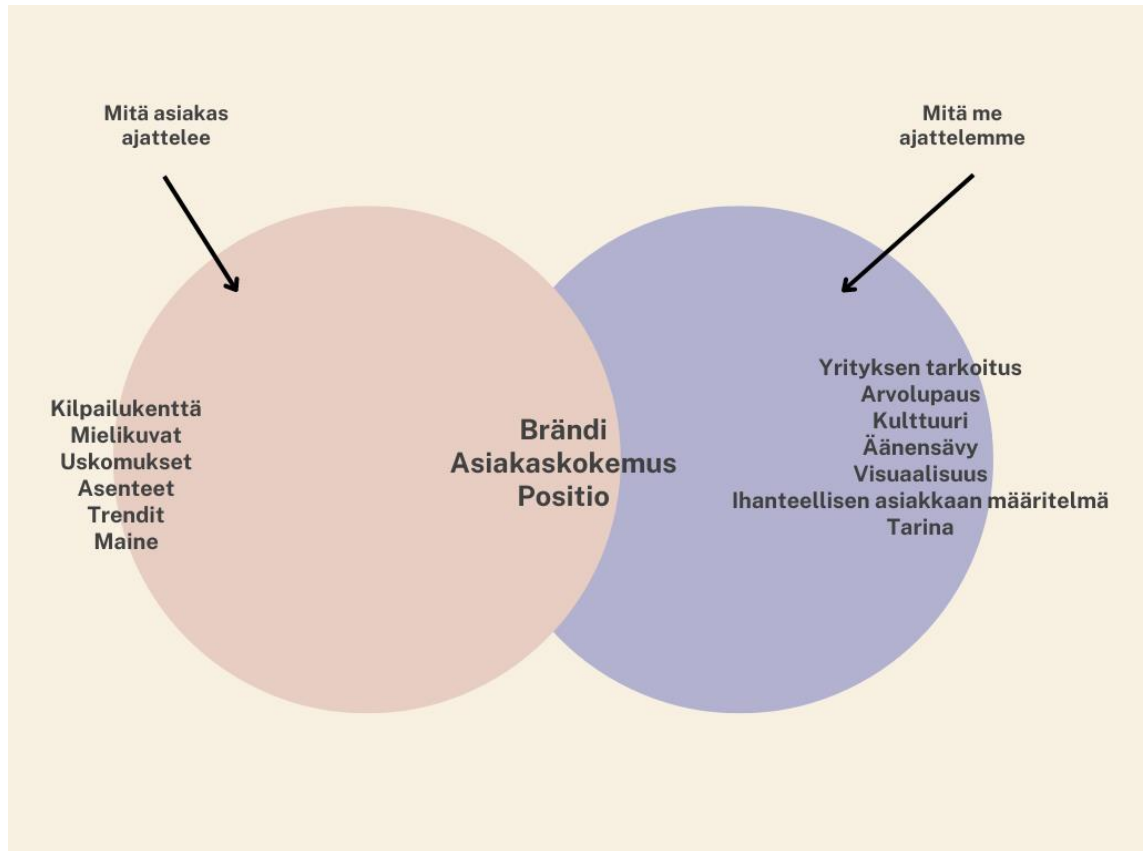 Mitä asiakas
ajattelee
Mitä me
ajattelemme
Kilpailukenttä
Mielikuvat
Uskomukset
Asenteet
Trendit
Maine
Brändi
Asiakaskokemus
Positio
Yrityksen tarkoitus
Arvolupaus
Kulttuuri
Äänensävy
Visuaalisuus
Ihanteellisen asiakkaan määritelmä
Tarina